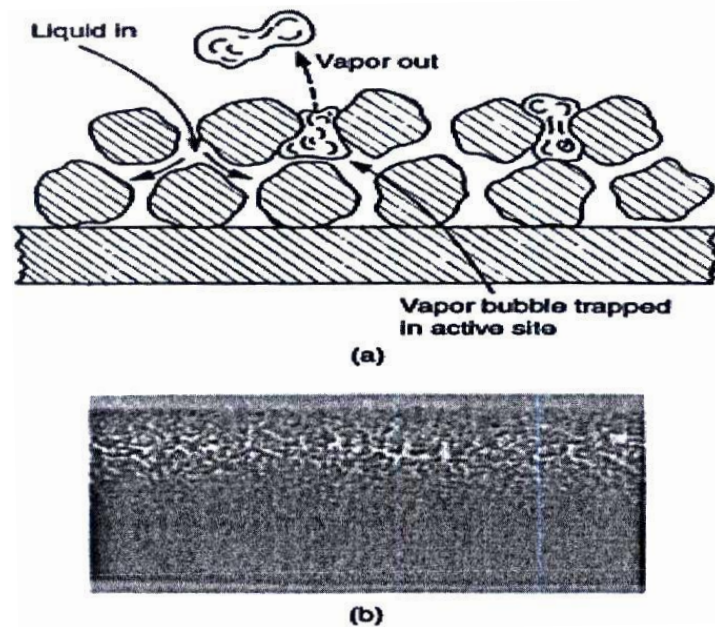 Liquid in
Vapor out
Vapor bubble trapped
in active site
(a)
(b)